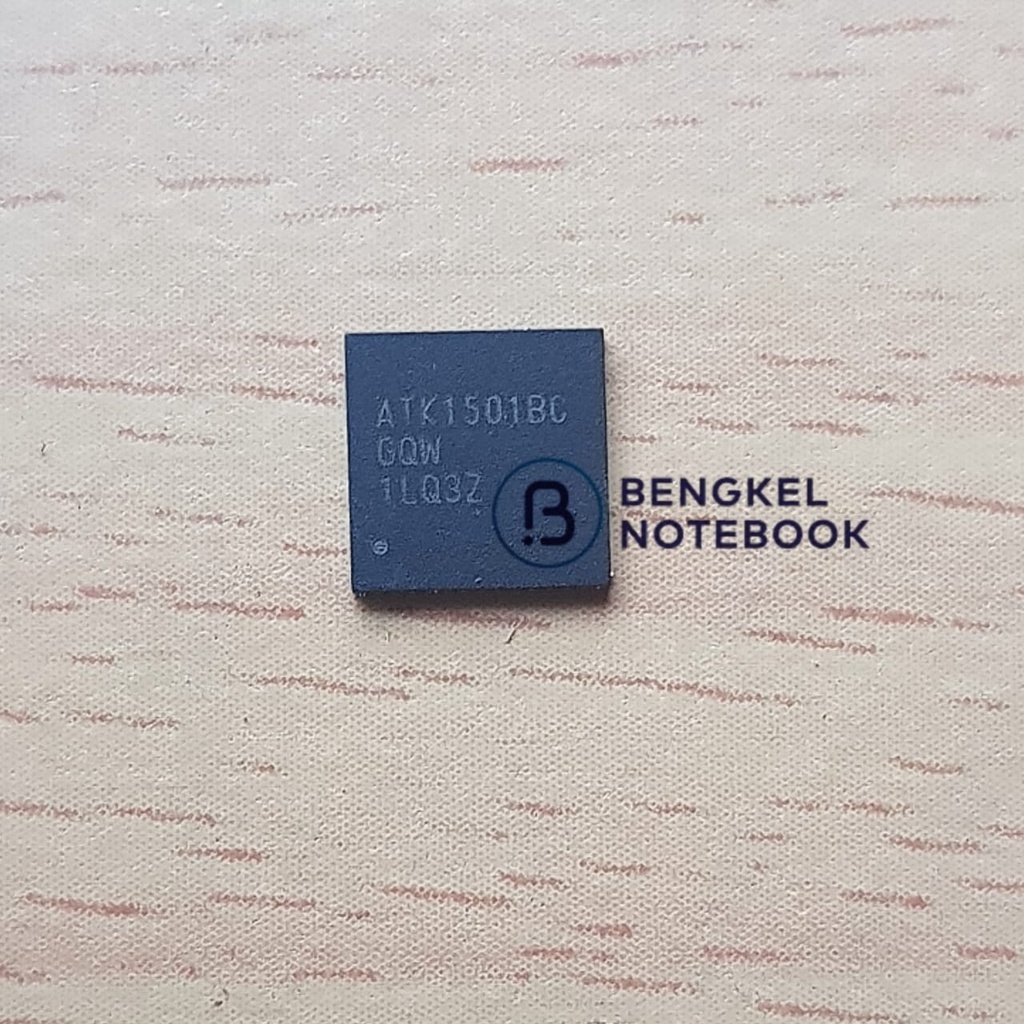 ATK1501BC
GQW
1LQ3Z
BENGKEL
NOTEBOOK